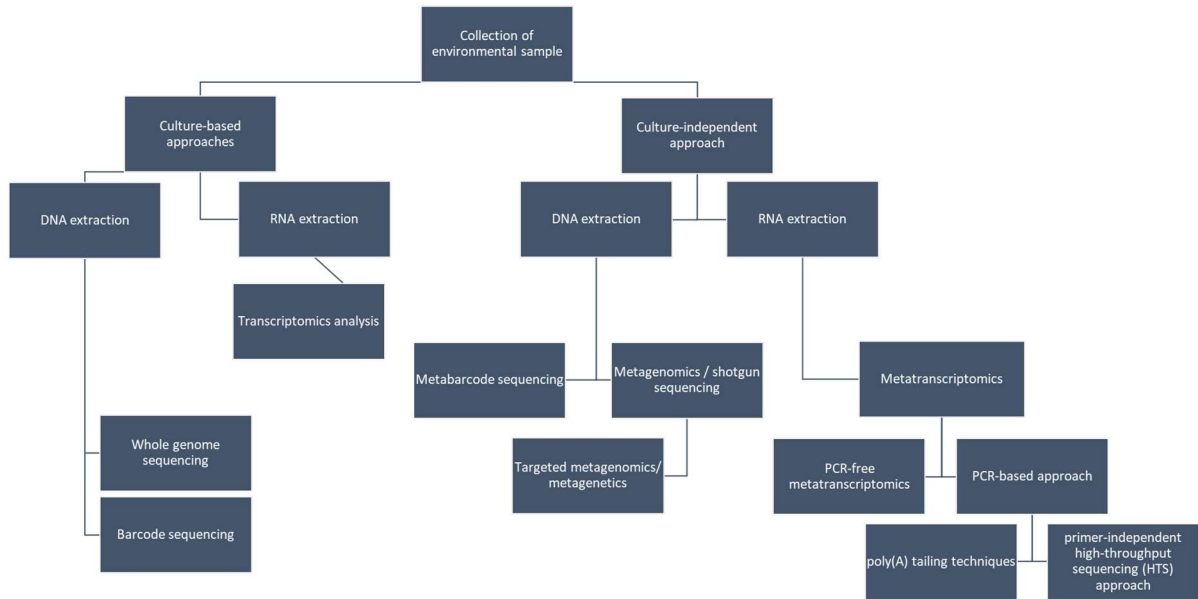 Collection of
environmental sample
Culture-based
approaches
Culture-independent
approach
DNA extraction
RNA extraction
DNA extraction
RNA extraction
Transcriptomics analysis
Metabarcode sequencing
Metagenomics / shotgun
sequencing
Metatranscriptomics
Whole genome
sequencing
Targeted metagenomics/
metagenetics
PCR-free
metatranscriptomics
PCR-based approach
Barcode sequencing
poly(A) tailing techniques
primer-independent
high-throughput
sequencing (HTS)
approach